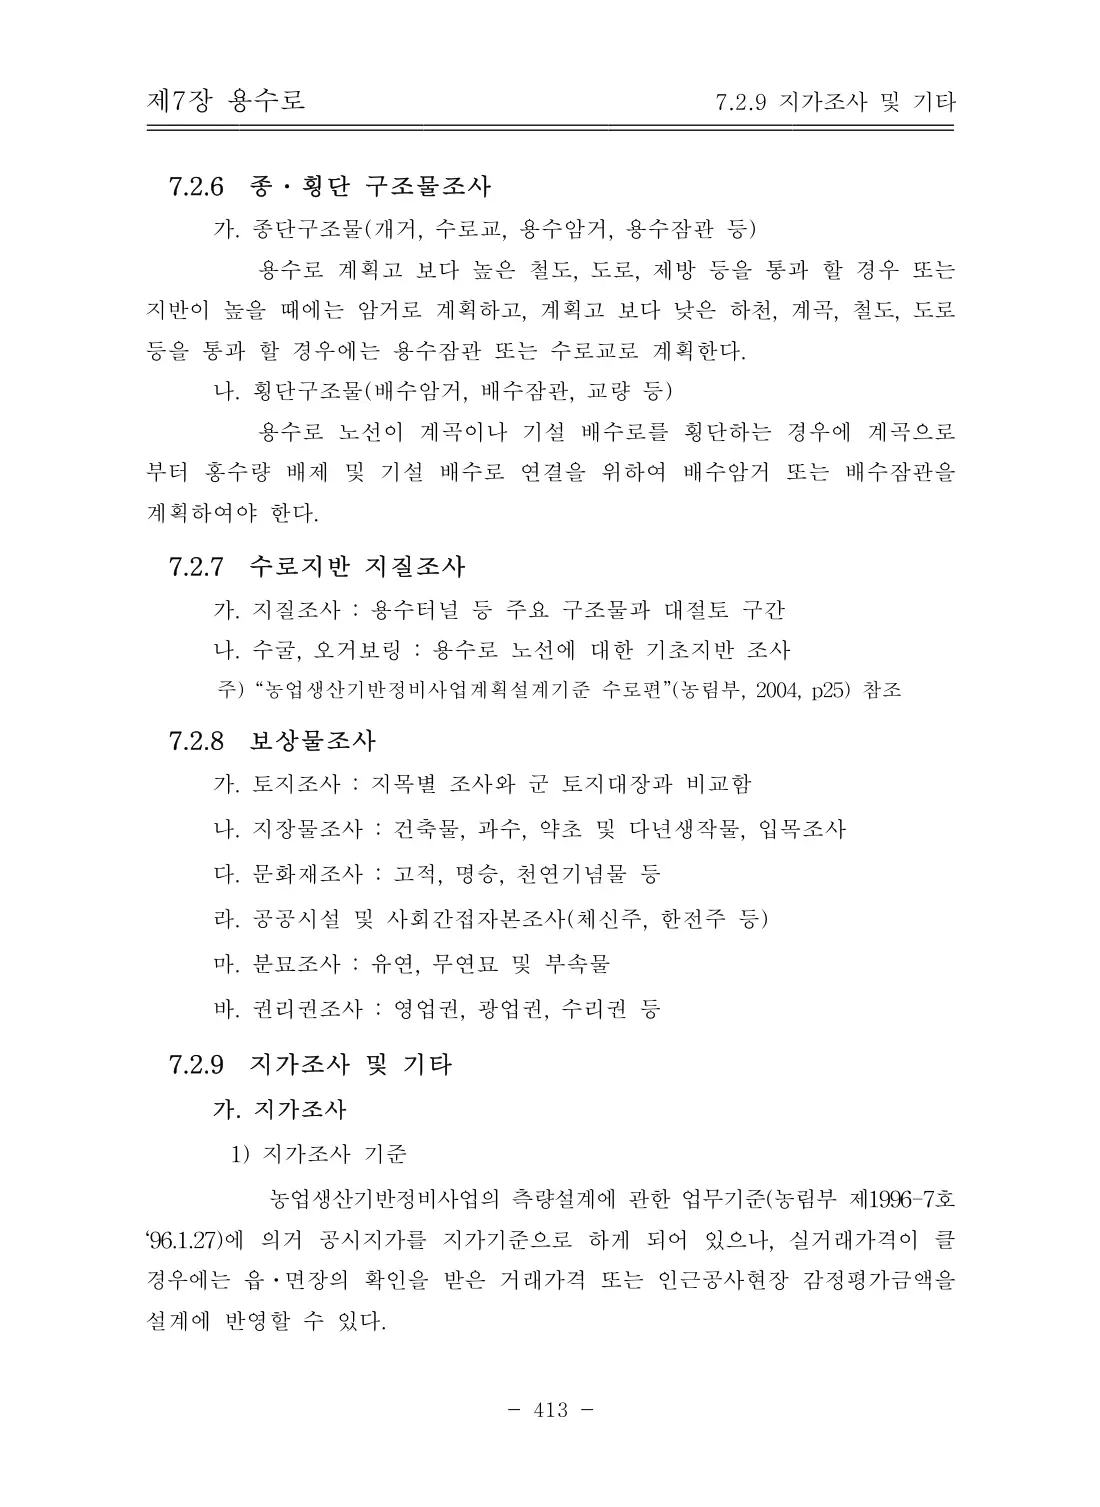 제7장 용수로
7.2.9 지가조사 및 기타
7.2.6 종·횡단 구조물조사
가. 종단구조물(개거, 수로교, 용수암거, 용수잠관 등)
용수로 계획고 보다 높은 철도, 도로, 제방 등을 통과 할 경우 또는
지반이 높을 때에는 암거로 계획하고, 계획고 보다 낮은 하천, 계곡, 철도, 도로
등을 통과 할 경우에는 용수잠관 또는 수로교로 계획한다.
나. 횡단구조물(배수암거, 배수잠관, 교량 등)
용수로 노선이 계곡이나 기설 배수로를 횡단하는 경우에 계곡으로
부터 홍수량 배제 및 기설 배수로 연결을 위하여 배수암거 또는 배수잠관을
계획하여야 한다.
7.2.7 수로지반 지질조사
가. 지질조사 : 용수터널 등 주요 구조물과 대절토 구간
나. 수굴, 오거보링 : 용수로 노선에 대한 기초지반 조사
주) “농업생산기반정비사업계획설계기준 수로편”(농림부, 2004, p25) 참조
7.2.8 보상물조사
가. 토지조사 : 지목별 조사와 군 토지대장과 비교함
나. 지장물조사 : 건축물, 과수, 약초 및 다년생작물, 입목조사
다. 문화재조사 : 고적, 명승, 천연기념물 등
라. 공공시설 및 사회간접자본조사(체신주, 한전주 등)
마. 분묘조사 : 유연, 무연묘 및 부속물
바. 권리권조사 : 영업권, 광업권, 수리권 등
7.2.9 지가조사 및 기타
가. 지가조사
1) 지가조사 기준
농업생산기반정비사업의 측량설계에 관한 업무기준(농림부 제1996-7호
‘96.1.27)에 의거 공시지가를 지가기준으로 하게 되어 있으나, 실거래가격이 클
경우에는 읍·면장의 확인을 받은 거래가격 또는 인근공사현장 감정평가금액을
설계에 반영할 수 있다.
- 413 -